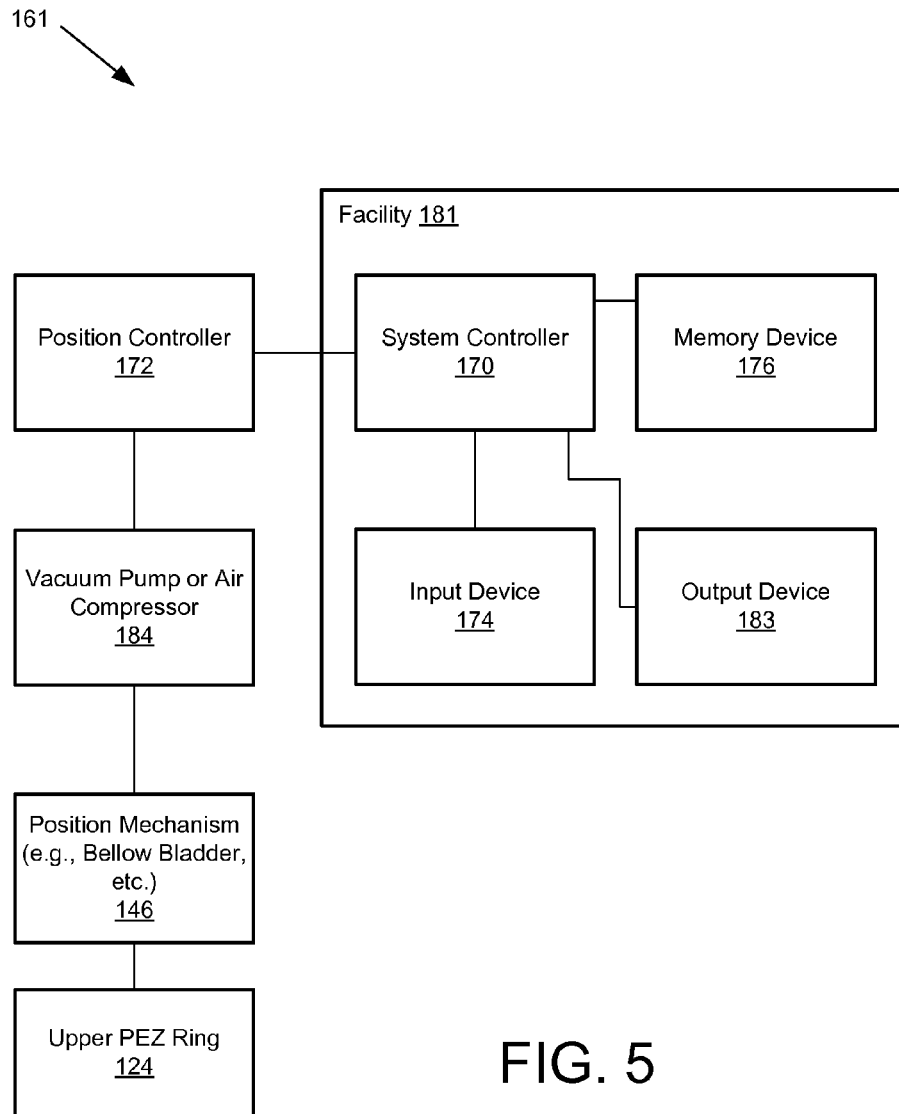 161
Facility 181
Position Controller
172
System Controller
170
Memory Device
176
Vacuum Pump or Air
Compressor
184
Input Device
174
Output Device
183
Position Mechanism
(e.g., Bellow Bladder,
etc.)
146
Upper PEZ Ring
124
FIG. 5